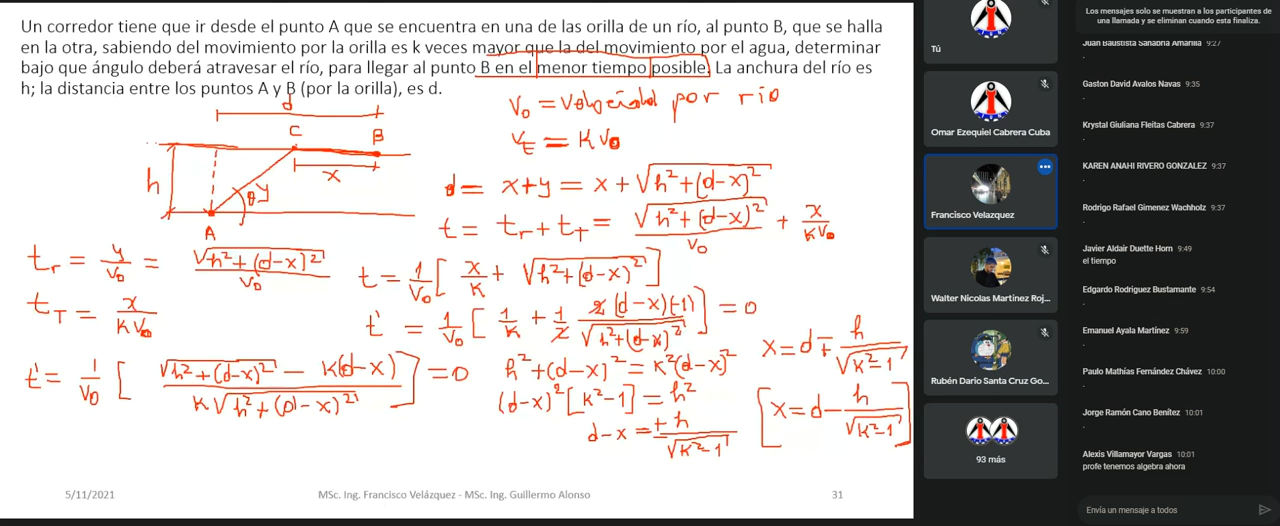 Un corredor tiene que ir desde el punto A que se encuentra en una de las orilla de un río, al punto B, que se halla
en la otra, sabiendo del movimiento por la orilla es k veces mayor que la del movimiento por el agua, determinar
bajo que ángulo deberá atravesar el río, para llegar al punto B en el menor tiempo posible. La anchura del río es
h; la distancia entre los puntos A y B (por la orilla), es d.
d
C
B
h
x
θ
y
A
V₀ = Velocidad por río
V_t = K V₀
d = x+y = x + √(h²+(d-x)²)
t = t_r + t_T = √(h²+(d-x)²)/V₀ + x/(KV₀)
t_r = y/V₀ = √(h²+(d-x)²)/V₀
t = 1/V₀ [x/K + √(h²+(d-x)²)]
t_T = x/(KV₀)
t' = 1/V₀ [1/K + 1/2 2(d-x)(-1)/√(h²+(d-x)²)] = 0
t' = 1/V₀ [(√(h²+(d-x)²) - K(d-x))/(K√(h²+(d-x)²))] = 0
h²+(d-x)² = K²(d-x)²
(d-x)²[K²-1] = h²
d-x = ±h/√(K²-1)
x = d ∓ h/√(K²-1)
[x = d - h/√(K²-1)]
5/11/2021
MSc. Ing. Francisco Velázquez - MSc. Ing. Guillermo Alonso
31
Tú
Omar Ezequiel Cabrera Cuba
Francisco Velazquez
Walter Nicolas Martinez Roj...
Rubén Dario Santa Cruz Go...
93 más
Los mensajes solo se muestran a los participantes de
una llamada y se eliminan cuando esta finaliza.
Juan Baustista Sanabria Amarilla 9:27
.
Gaston David Avalos Navas 9:35
.
Krystal Giuliana Fleitas Cabrera 9:37
.
KAREN ANAHI RIVERO GONZALEZ 9:37
.
Rodrigo Rafael Gimenez Wachholz 9:37
.
Javier Aldair Duette Horn 9:49
el tiempo
Edgardo Rodriguez Bustamante 9:54
.
Emanuel Ayala Martínez 9:59
.
Paulo Mathías Fernández Chávez 10:00
.
Jorge Ramón Cano Benítez 10:01
.
Alexis Villamayor Vargas 10:01
profe tenemos algebra ahora
Envía un mensaje a todos